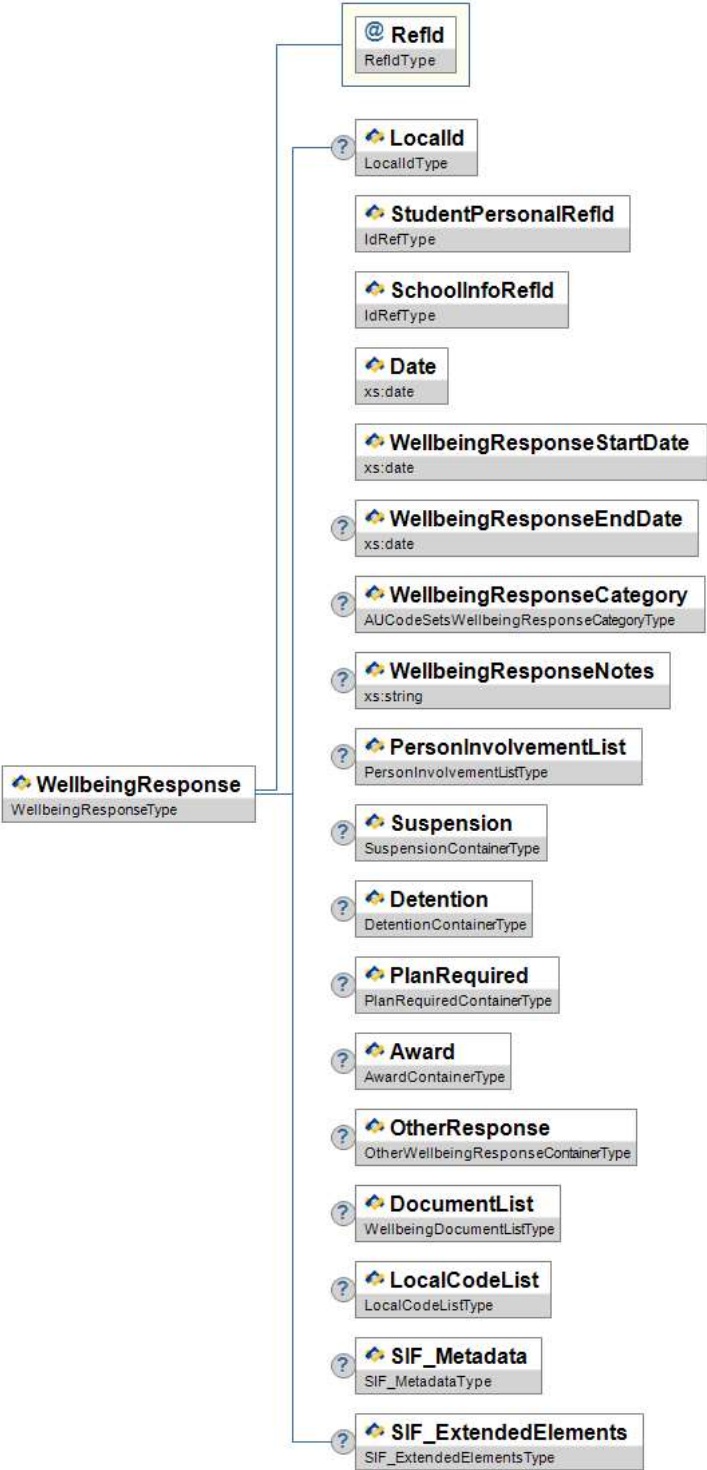 @ RefId
RefIdType
? LocalId
LocalIdType
StudentPersonalRefId
IdRefType
SchoolInfoRefId
IdRefType
Date
xs:date
WellbeingResponseStartDate
xs:date
? WellbeingResponseEndDate
xs:date
? WellbeingResponseCategory
AUCodeSetsWellbeingResponseCategoryType
? WellbeingResponseNotes
xs:string
? PersonInvolvementList
PersonInvolvementListType
WellbeingResponse
WellbeingResponseType
? Suspension
SuspensionContainerType
? Detention
DetentionContainerType
? PlanRequired
PlanRequiredContainerType
? Award
AwardContainerType
? OtherResponse
OtherWellbeingResponseContainerType
? DocumentList
WellbeingDocumentListType
? LocalCodeList
LocalCodeListType
? SIF_Metadata
SIF_MetadataType
? SIF_ExtendedElements
SIF_ExtendedElementsType